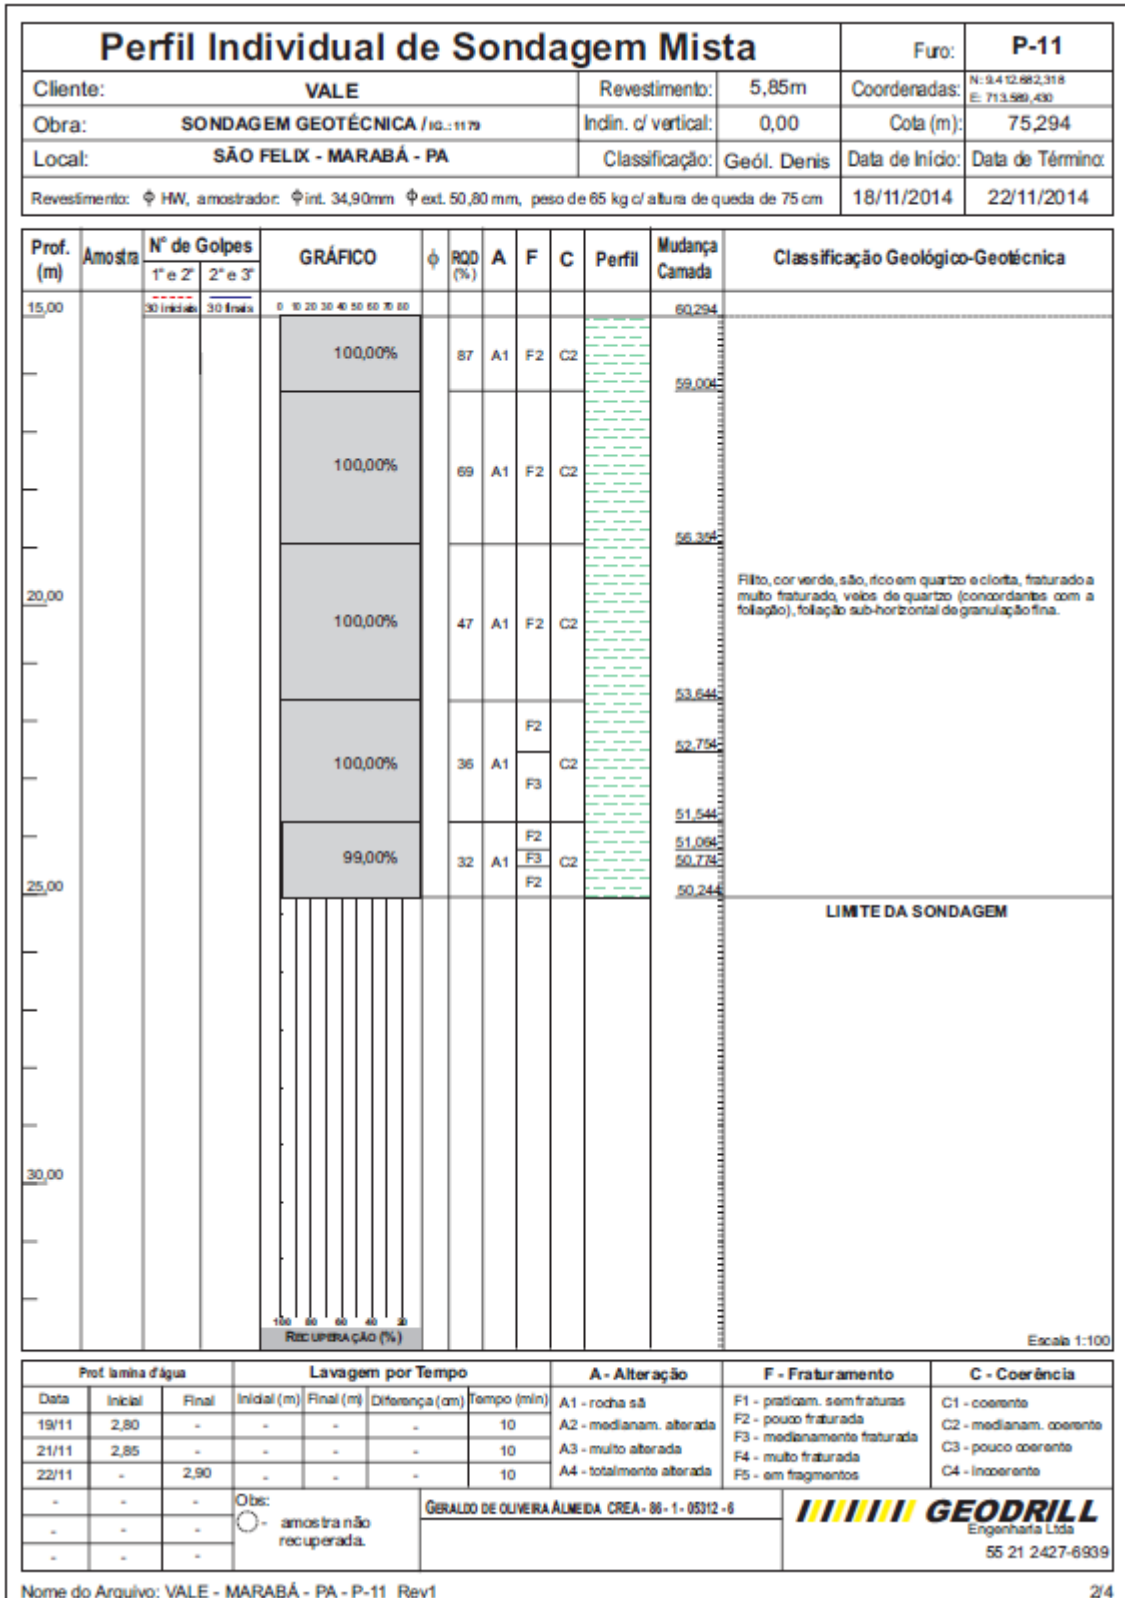 Perfil Individual de Sondagem Mista
Furo: P-11
Cliente: VALE
Revestimento: 5,85m
Coordenadas: N: 9.412.682,318
E: 713.589,430
Obra: SONDAGEM GEOTÉCNICA / IG.:1179
Inclin. c/ vertical: 0,00
Cota (m): 75,294
Local: SÃO FELIX - MARABÁ - PA
Classificação: Geól. Denis
Data de Início: Data de Término:
Revestimento: ϕ HW, amostrador: ϕ int. 34,90mm ϕ ext. 50,80 mm, peso de 65 kg c/ altura de queda de 75 cm
18/11/2014 22/11/2014
Prof. (m) Amostra N° de Golpes GRÁFICO ϕ RQD (%) A F C Perfil Mudança Camada Classificação Geológico-Geotécnica
1° e 2° 2° e 3°
30 iniciais 30 finais 0 10 20 30 40 50 60 70 80
15,00 60,294
100,00% 87 A1 F2 C2
59,004
100,00% 69 A1 F2 C2
56,354
Filito, cor verde, são, rico em quartzo e clorita, fraturado a
muito fraturado, veios de quartzo (concordantes com a
foliação), foliação sub-horizontal de granulação fina.
20,00
100,00% 47 A1 F2 C2
53,644
F2
52,754
100,00% 36 A1 C2
F3
51,544
F2
51,064
99,00% 32 A1 F3 C2
50,774
F2
25,00 50,244
LIMITE DA SONDAGEM
30,00
100 80 60 40 20
RECUPERAÇÃO (%)
Escala 1:100
Prof. lamina d'água
Data Inicial Final
19/11 2,80 -
21/11 2,85 -
22/11 - 2,90
- - -
- - -
- - -
Lavagem por Tempo
Inicial (m) Final (m) Diferença (cm) Tempo (min)
- - - 10
- - - 10
- - - 10
A - Alteração
A1 - rocha sã
A2 - medianam. alterada
A3 - muito alterada
A4 - totalmente alterada
F - Fraturamento
F1 - praticam. sem fraturas
F2 - pouco fraturada
F3 - medianamente fraturada
F4 - muito fraturada
F5 - em fragmentos
C - Coerência
C1 - coerente
C2 - medianam. coerente
C3 - pouco coerente
C4 - incoerente
Obs:
- amostra não
recuperada.
GERALDO DE OLIVEIRA ALMEIDA CREA - 86 - 1 - 05312 - 6
GEODRILL
Engenharia Ltda
55 21 2427-6939
Nome do Arquivo: VALE - MARABÁ - PA - P-11_Rev1
2/4